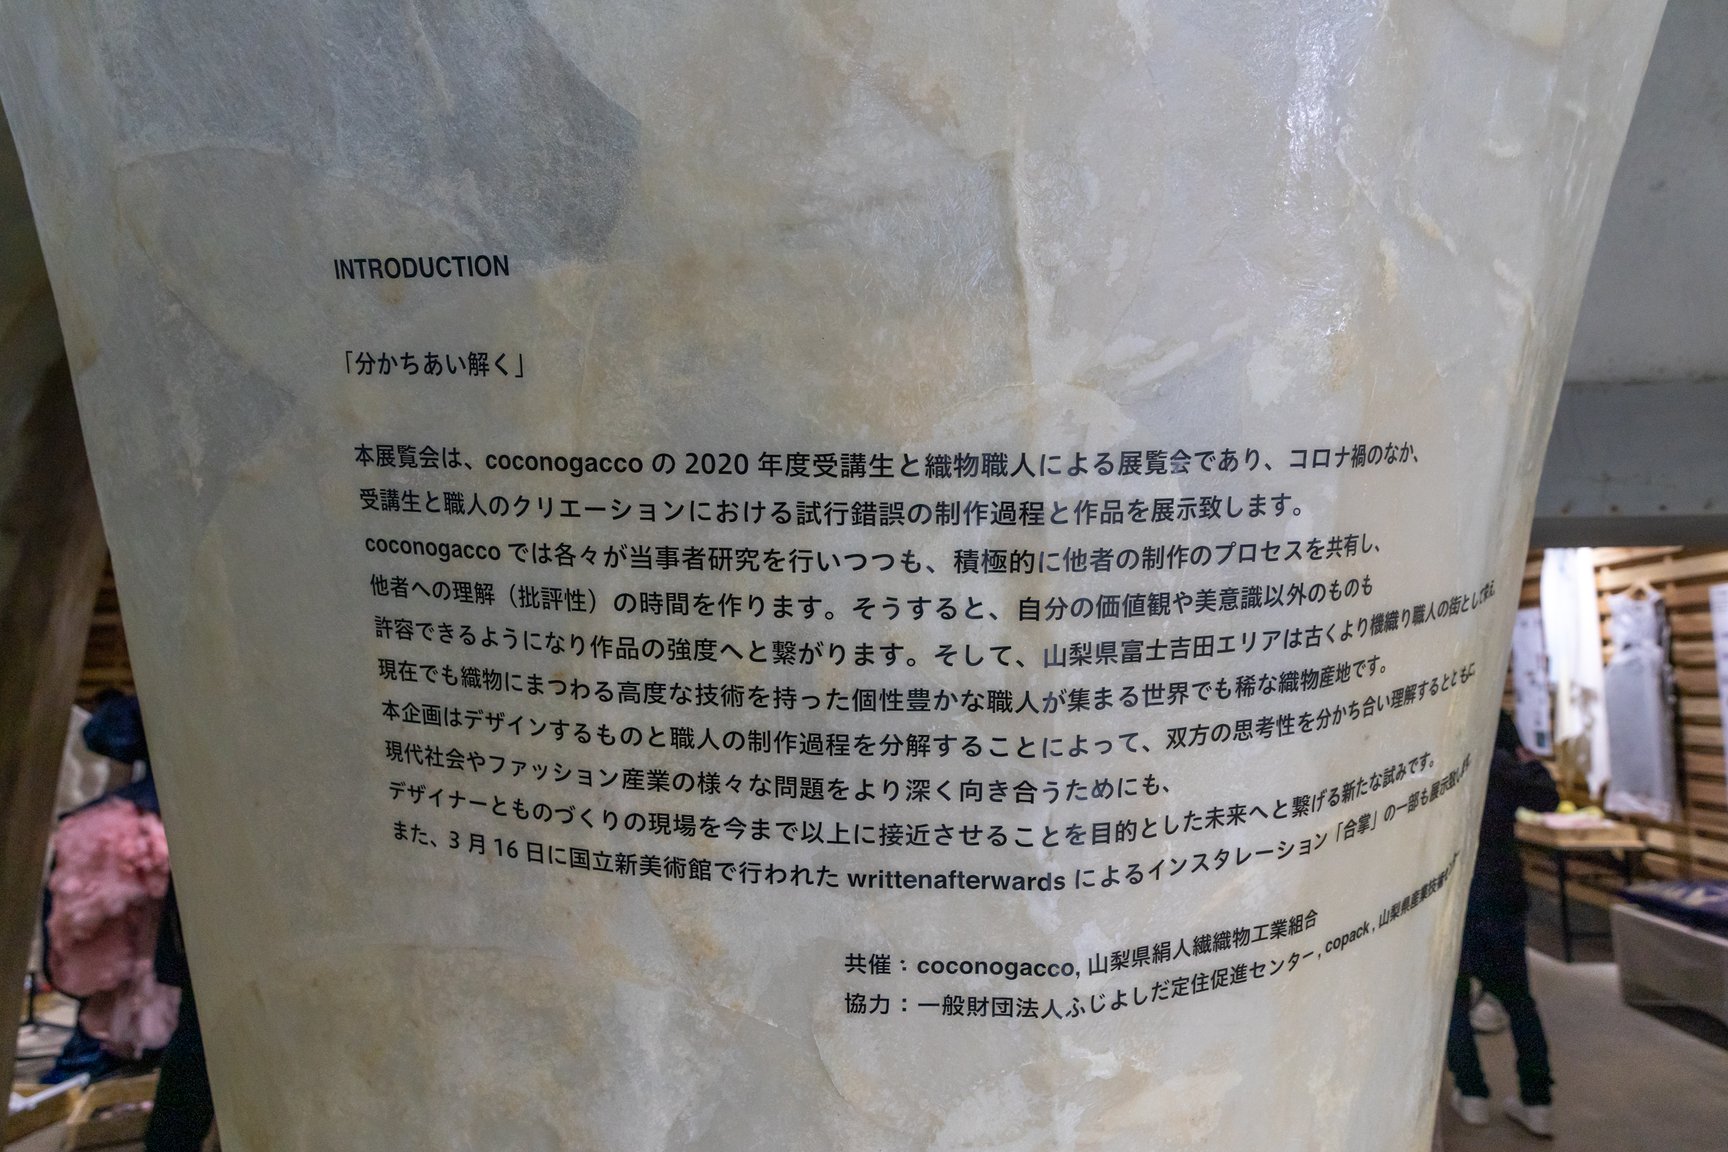 INTRODUCTION
「分かちあい解く」
本展覧会は、coconogacco の 2020 年度受講生と織物職人による展覧会であり、コロナ禍のなか、
受講生と職人のクリエーションにおける試行錯誤の制作過程と作品を展示致します。
coconogacco では各々が当事者研究を行いつつも、積極的に他者の制作のプロセスを共有し、
他者への理解（批評性）の時間を作ります。そうすると、自分の価値観や美意識以外のものも
許容できるようになり作品の強度へと繋がります。そして、山梨県富士吉田エリアは古くより機織り職人の街として栄え、
現在でも織物にまつわる高度な技術を持った個性豊かな職人が集まる世界でも稀な織物産地です。
本企画はデザインするものと職人の制作過程を分解することによって、双方の思考性を分かち合い理解するとともに
現代社会やファッション産業の様々な問題をより深く向き合うためにも、
デザイナーとものづくりの現場を今まで以上に接近させることを目的とした未来へと繋げる新たな試みです。
また、3 月 16 日に国立新美術館で行われた writtenafterwards によるインスタレーション「合掌」の一部も展示致します。
共催：coconogacco, 山梨県絹人繊織物工業組合
協力：一般財団法人ふじよしだ定住促進センター, copack, 山梨県産業技術